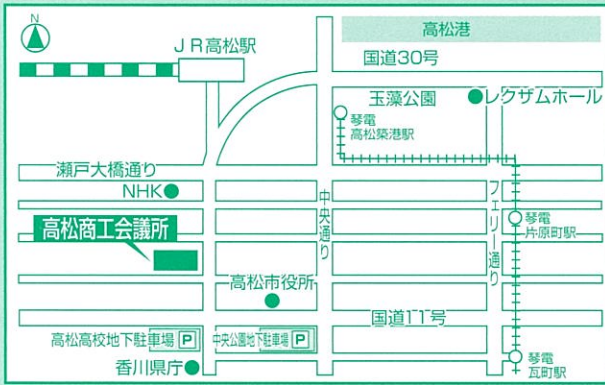 N
高松港
JR高松駅
国道30号
玉藻公園
レクザムホール
琴電
高松築港駅
瀬戸大橋通り
NHK
中央通り
フェリー通り
高松商工会議所
琴電
片原町駅
高松市役所
国道11号
高松高校地下駐車場 P
中央公園地下駐車場 P
香川県庁
琴電
瓦町駅